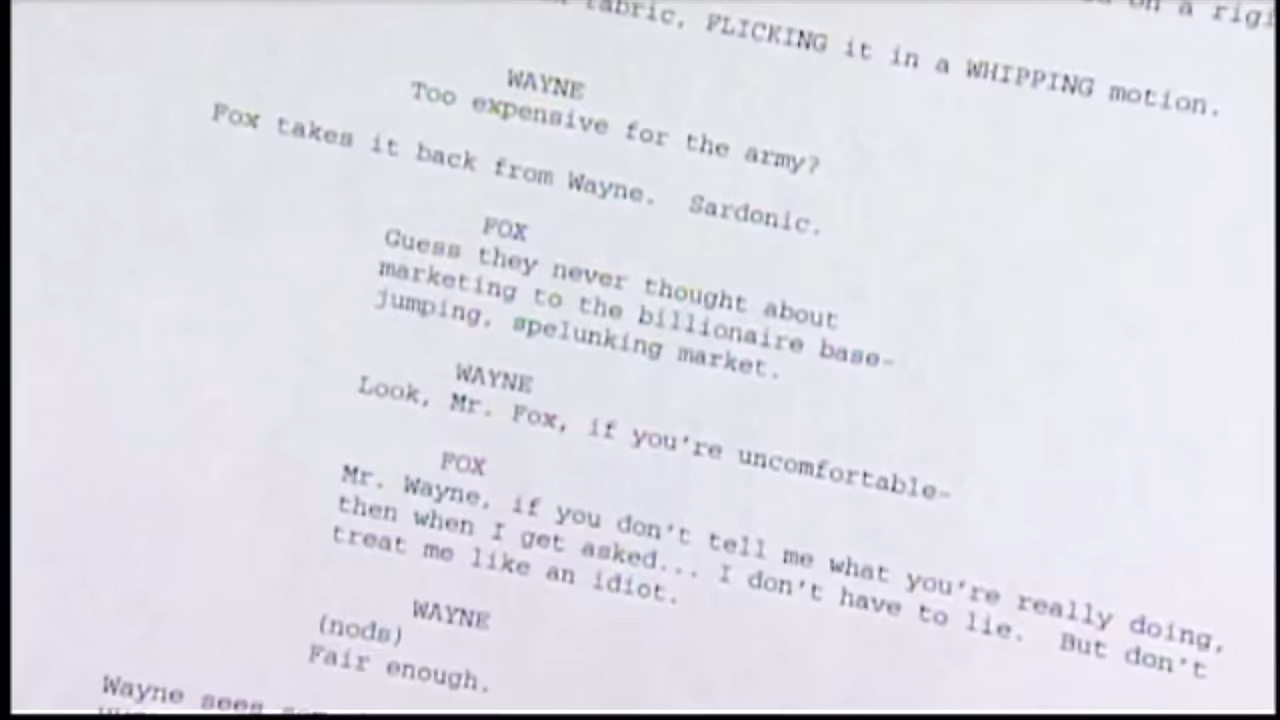 on a
fabric, FLICKING it in a WHIPPING motion.
WAYNE
Too expensive for the army?
Fox takes it back from Wayne. Sardonic.
FOX
Guess they never thought about
marketing to the billionaire base-
jumping, spelunking market.
WAYNE
Look, Mr. Fox, if you're uncomfortable-
FOX
Mr. Wayne, if you don't tell me what you're really doing,
then when I get asked... I don't have to lie. But don't
treat me like an idiot.
WAYNE
(nods)
Fair enough.
Wayne sees